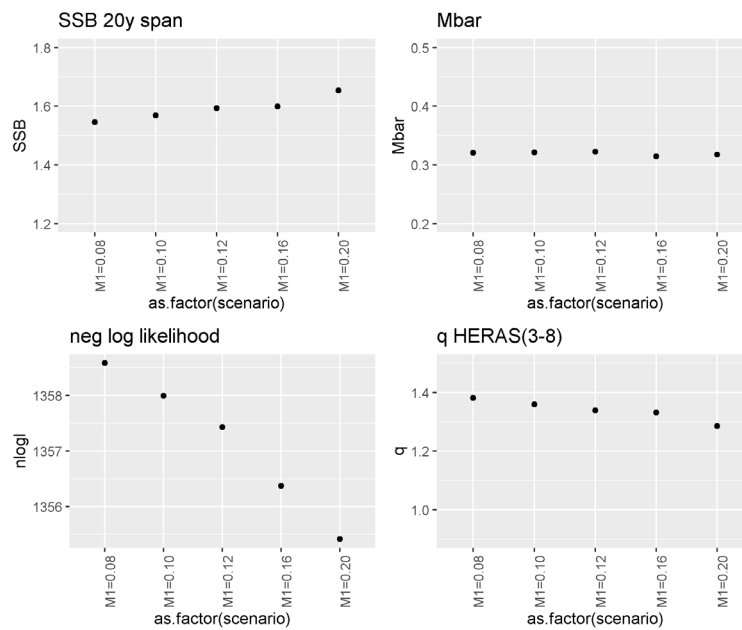 SSB 20y span
1.8
1.6
1.4
1.2
SSB
M1=0.08
M1=0.10
M1=0.12
M1=0.16
M1=0.20
as.factor(scenario)
Mbar
0.5
0.4
0.3
0.2
Mbar
M1=0.08
M1=0.10
M1=0.12
M1=0.16
M1=0.20
as.factor(scenario)
neg log likelihood
1358
1357
1356
nlogl
M1=0.08
M1=0.10
M1=0.12
M1=0.16
M1=0.20
as.factor(scenario)
q HERAS(3-8)
1.4
1.2
1.0
q
M1=0.08
M1=0.10
M1=0.12
M1=0.16
M1=0.20
as.factor(scenario)